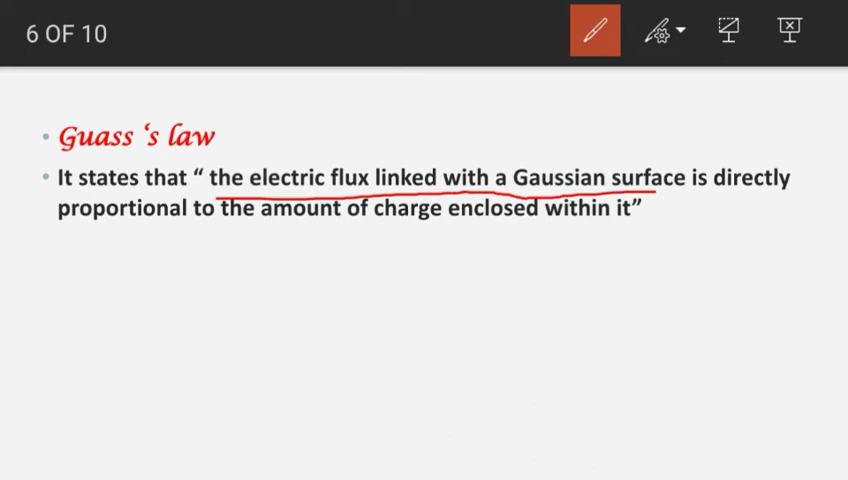 6 OF 10
• Guass ‘s law
• It states that “ the electric flux linked with a Gaussian surface is directly
proportional to the amount of charge enclosed within it”